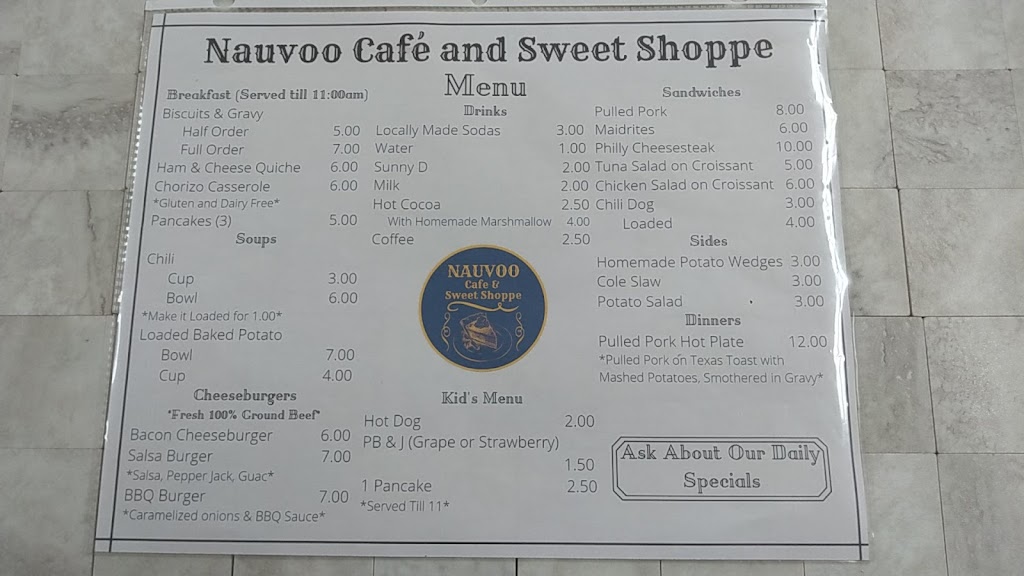 Nauvoo Café and Sweet Shoppe
Menu
Breakfast (Served till 11:00am)
Biscuits & Gravy
Half Order 5.00
Full Order 7.00
Ham & Cheese Quiche 6.00
Chorizo Casserole 6.00
*Gluten and Dairy Free*
Pancakes (3) 5.00
Soups
Chili
Cup 3.00
Bowl 6.00
*Make it Loaded for 1.00*
Loaded Baked Potato
Bowl 7.00
Cup 4.00
Cheeseburgers
*Fresh 100% Ground Beef*
Bacon Cheeseburger 6.00
Salsa Burger 7.00
*Salsa, Pepper Jack, Guac*
BBQ Burger 7.00
*Caramelized onions & BBQ Sauce*
Drinks
Locally Made Sodas 3.00
Water 1.00
Sunny D 2.00
Milk 2.00
Hot Cocoa 2.50
With Homemade Marshmallow 4.00
Coffee 2.50
NAUVOO
Cafe &
Sweet Shoppe
Kid's Menu
Hot Dog 2.00
PB & J (Grape or Strawberry)
1.50
1 Pancake 2.50
*Served Till 11*
Sandwiches
Pulled Pork 8.00
Maidrites 6.00
Philly Cheesesteak 10.00
Tuna Salad on Croissant 5.00
Chicken Salad on Croissant 6.00
Chili Dog 3.00
Loaded 4.00
Sides
Homemade Potato Wedges 3.00
Cole Slaw 3.00
Potato Salad 3.00
Dinners
Pulled Pork Hot Plate 12.00
*Pulled Pork on Texas Toast with
Mashed Potatoes, Smothered in Gravy*
Ask About Our Daily
Specials